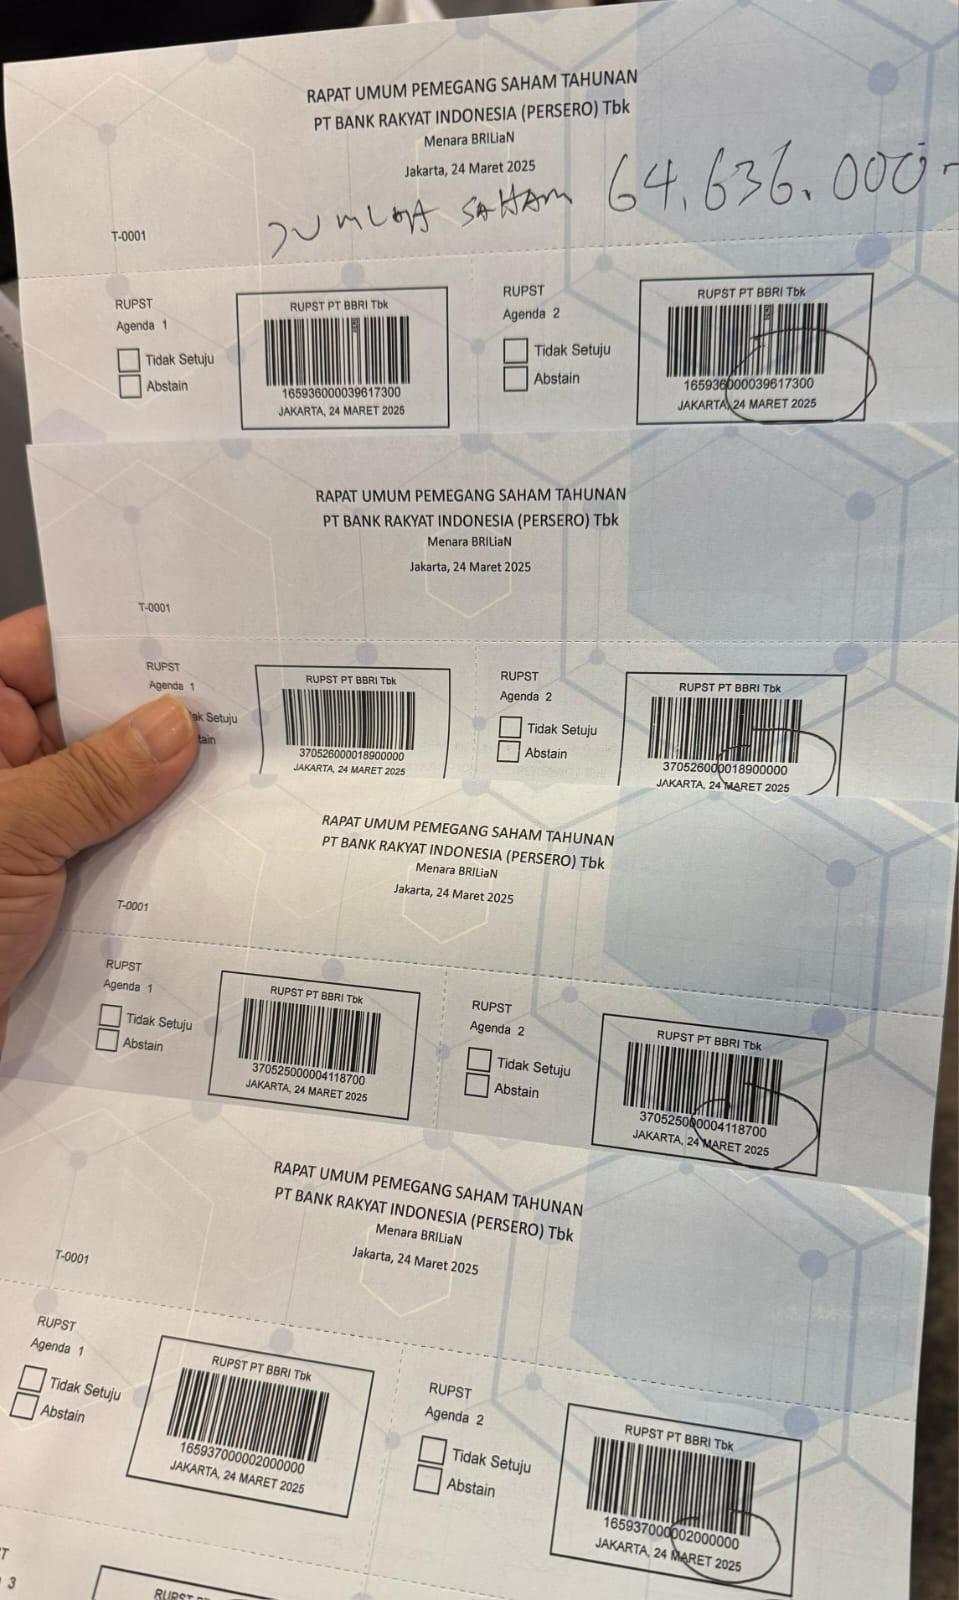 RAPAT UMUM PEMEGANG SAHAM TAHUNAN
PT BANK RAKYAT INDONESIA (PERSERO) Tbk
Menara BRILiaN
Jakarta, 24 Maret 2025
JUMLAH SAHAM 64.636.000.-
T-0001
RUPST
Agenda 1
Tidak Setuju
Abstain
RUPST PT BBRI Tbk
165936000039617300
JAKARTA, 24 MARET 2025
RUPST
Agenda 2
Tidak Setuju
Abstain
RUPST PT BBRI Tbk
165936000039617300
JAKARTA, 24 MARET 2025
RAPAT UMUM PEMEGANG SAHAM TAHUNAN
PT BANK RAKYAT INDONESIA (PERSERO) Tbk
Menara BRILiaN
Jakarta, 24 Maret 2025
T-0001
RUPST
Agenda 1
ak Setuju
tain
RUPST PT BBRI Tbk
370526000018900000
JAKARTA, 24 MARET 2025
RUPST
Agenda 2
Tidak Setuju
Abstain
RUPST PT BBRI Tbk
370526000018900000
JAKARTA, 24 MARET 2025
RAPAT UMUM PEMEGANG SAHAM TAHUNAN
PT BANK RAKYAT INDONESIA (PERSERO) Tbk
Menara BRILiaN
Jakarta, 24 Maret 2025
T-0001
RUPST
Agenda 1
Tidak Setuju
Abstain
RUPST PT BBRI Tbk
370525000004118700
JAKARTA, 24 MARET 2025
RUPST
Agenda 2
Tidak Setuju
Abstain
RUPST PT BBRI Tbk
370525000004118700
JAKARTA, 24 MARET 2025
RAPAT UMUM PEMEGANG SAHAM TAHUNAN
PT BANK RAKYAT INDONESIA (PERSERO) Tbk
Menara BRILiaN
Jakarta, 24 Maret 2025
T-0001
RUPST
Agenda 1
Tidak Setuju
Abstain
RUPST PT BBRI Tbk
165937000002000000
JAKARTA, 24 MARET 2025
RUPST
Agenda 2
Tidak Setuju
Abstain
RUPST PT BBRI Tbk
165937000002000000
JAKARTA, 24 MARET 2025
T
3